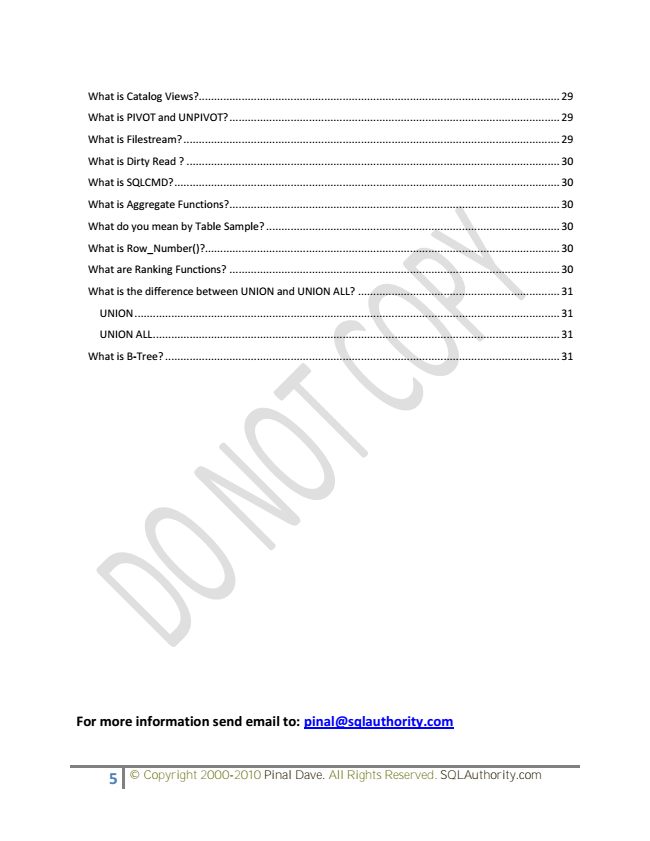 What is Catalog Views?.......................................................................................................................... 29
What is PIVOT and UNPIVOT?............................................................................................................... 29
What is Filestream?.............................................................................................................................. 29
What is Dirty Read ? ............................................................................................................................. 30
What is SQLCMD?................................................................................................................................. 30
What is Aggregate Functions?............................................................................................................... 30
What do you mean by Table Sample?................................................................................................... 30
What is Row_Number()?....................................................................................................................... 30
What are Ranking Functions? ............................................................................................................... 30
What is the difference between UNION and UNION ALL? .................................................................... 31
UNION.............................................................................................................................................. 31
UNION ALL........................................................................................................................................ 31
What is B-Tree?.................................................................................................................................... 31
DO NOT COPY
For more information send email to: pinal@sqlauthority.com
5 © Copyright 2000-2010 Pinal Dave. All Rights Reserved. SQLAuthority.com